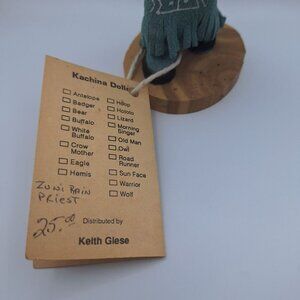 Kachina Dolls
Antelope
Badger
Bear
Buffalo
White
Buffalo
Crow
Mother
Eagle
Hemis
Hilop
Hototo
Lizard
Morning
Singer
Old Man
Owl
Road
Runner
Sun Face
Warrior
Wolf
ZUNI RAIN
PRIEST
25.00
Distributed by
Keith Giese